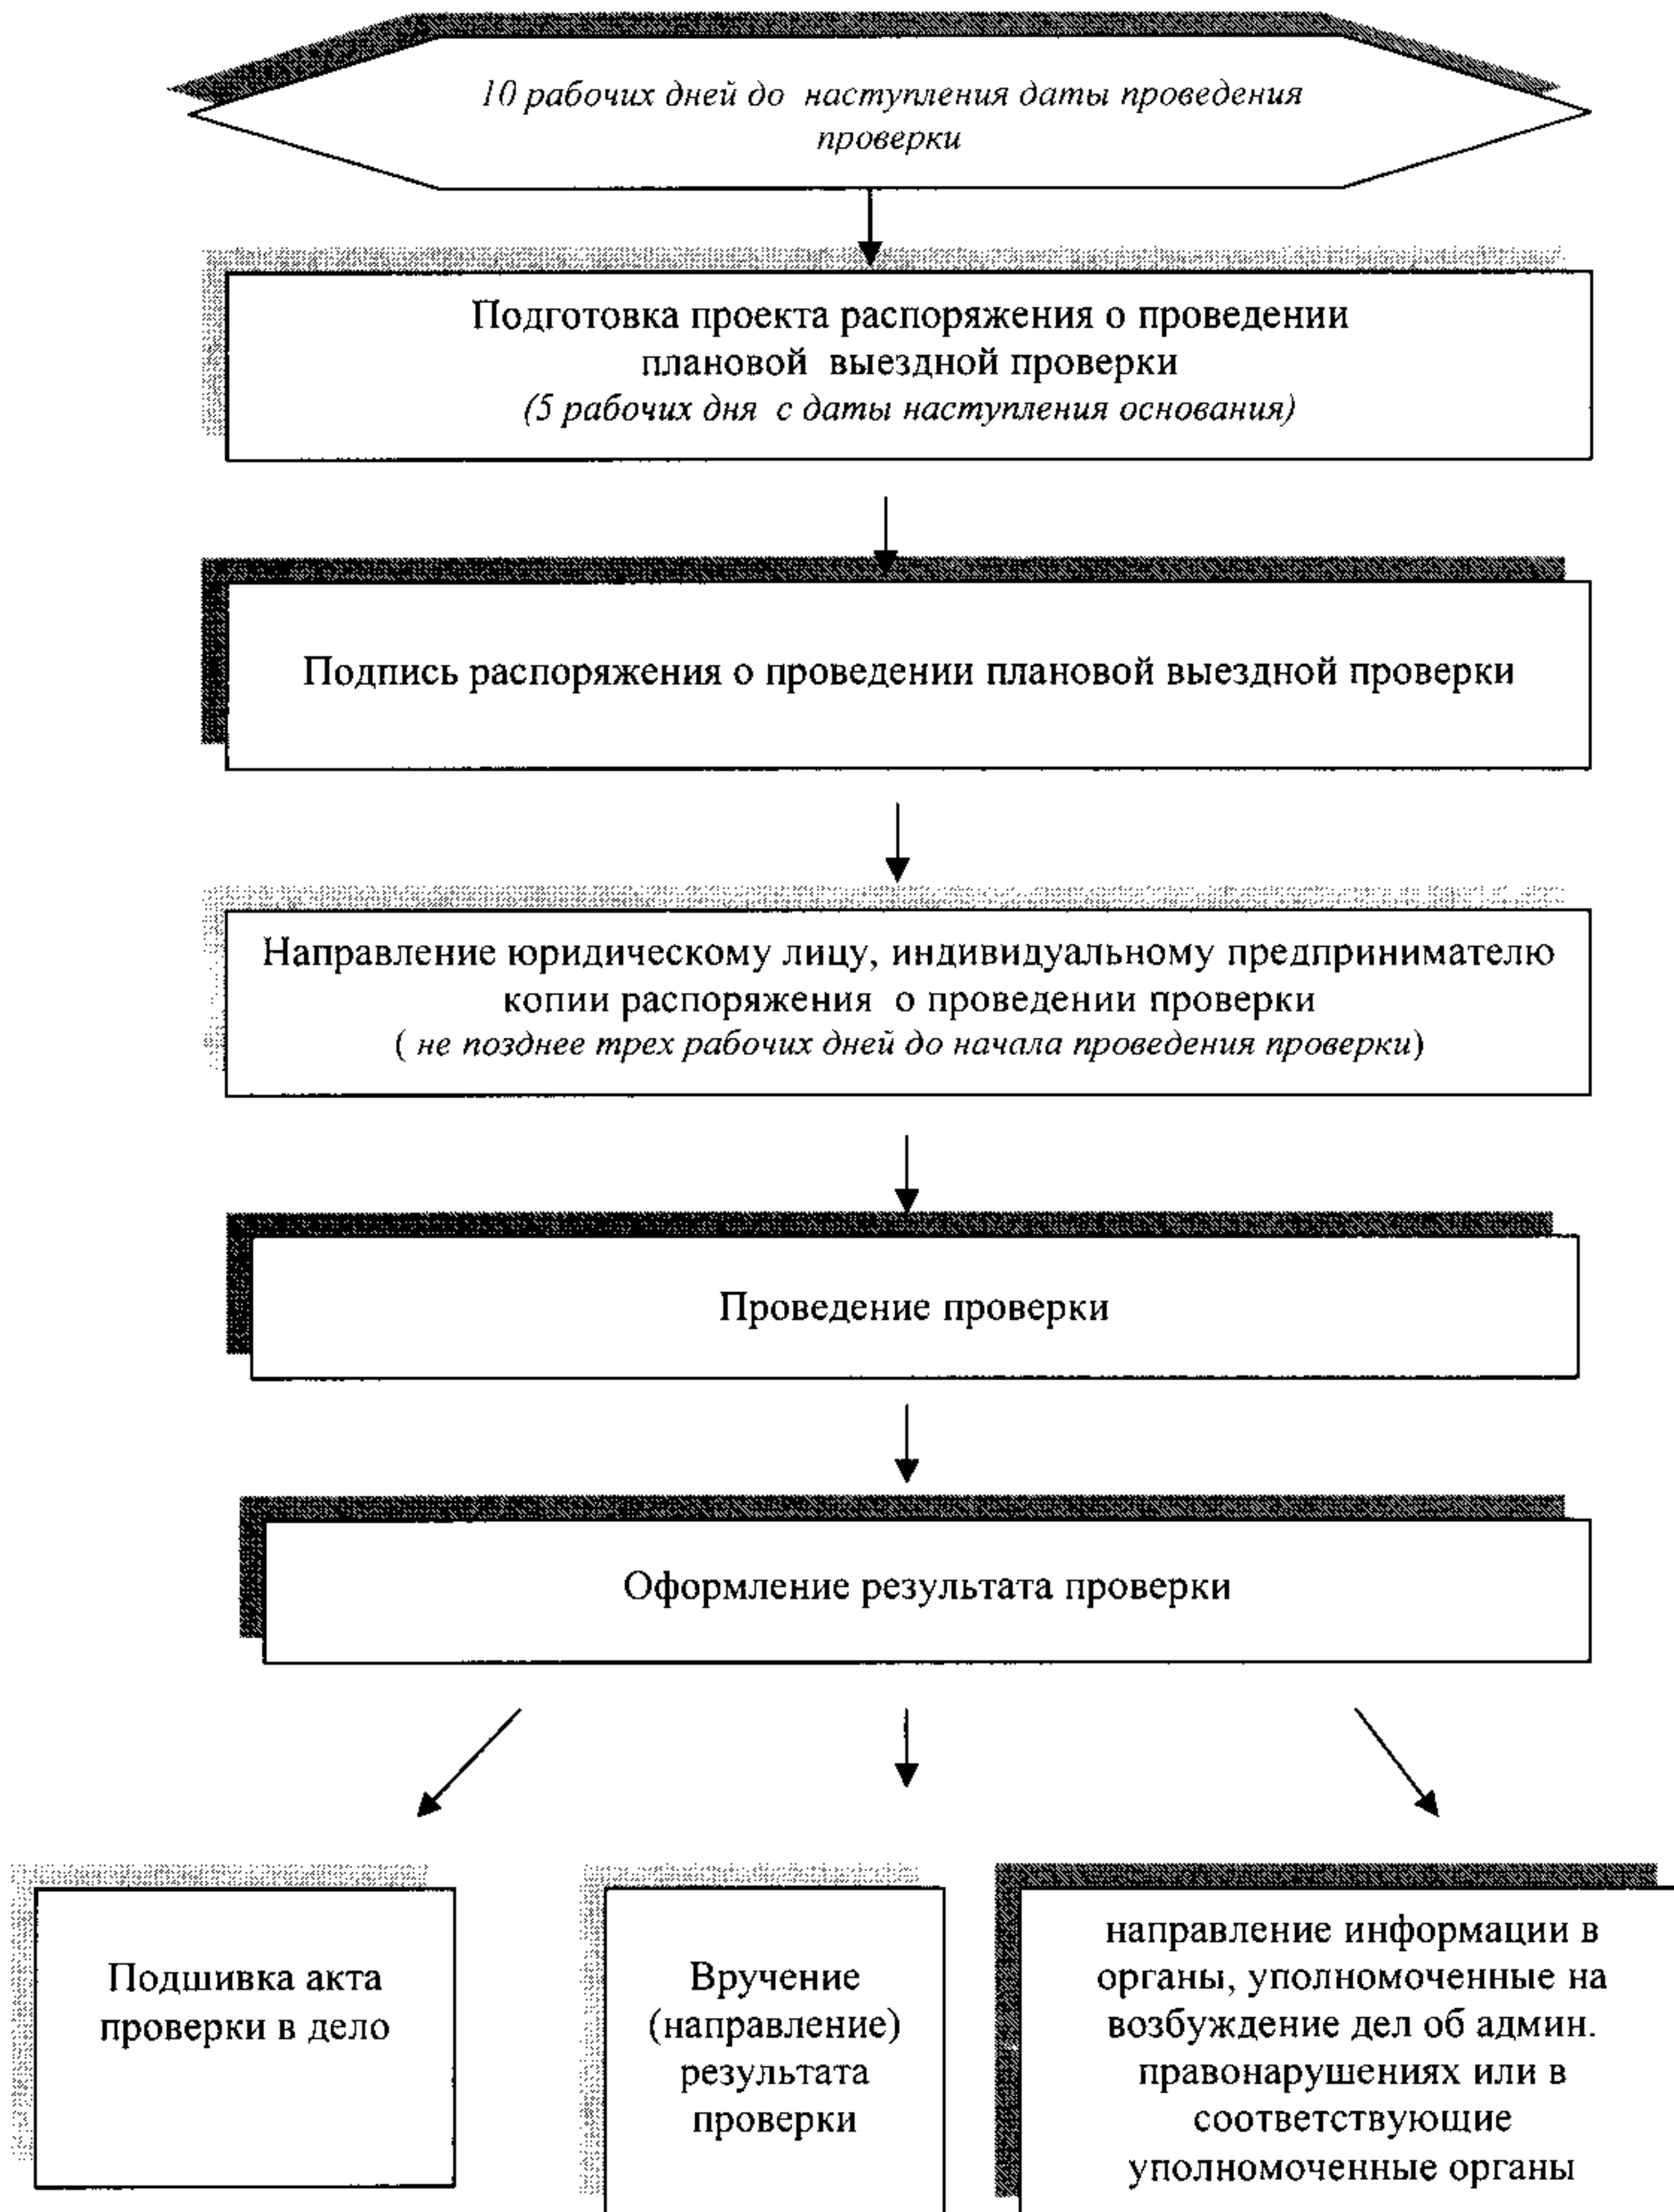 10 рабочих дней до наступления даты проведения
проверки
Подготовка проекта распоряжения о проведении
плановой выездной проверки
(5 рабочих дня с даты наступления основания)
Подпись распоряжения о проведении плановой выездной проверки
Направление юридическому лицу, индивидуальному предпринимателю
копии распоряжения о проведении проверки
( не позднее трех рабочих дней до начала проведения проверки)
Проведение проверки
Оформление результата проверки
Подшивка акта
проверки в дело
Вручение
(направление)
результата
проверки
направление информации в
органы, уполномоченные на
возбуждение дел об админ.
правонарушениях или в
соответствующие
уполномоченные органы